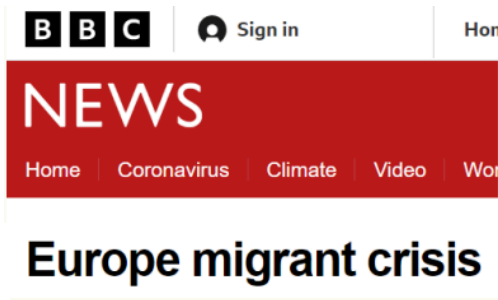 BBC Sign in
NEWS
Home Coronavirus Climate Video
Europe migrant crisis